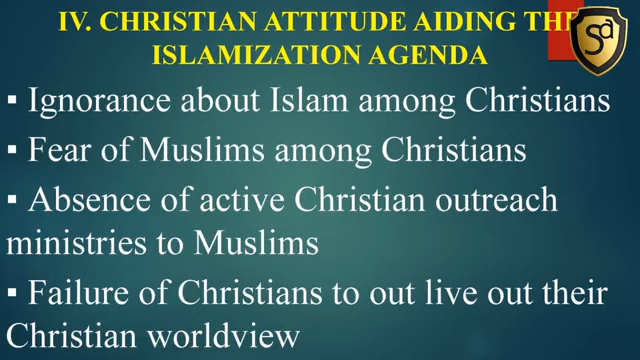 IV. CHRISTIAN ATTITUDE AIDING THE
ISLAMIZATION AGENDA
▪ Ignorance about Islam among Christians
▪ Fear of Muslims among Christians
▪ Absence of active Christian outreach
ministries to Muslims
▪ Failure of Christians to out live out their
Christian worldview
Sa